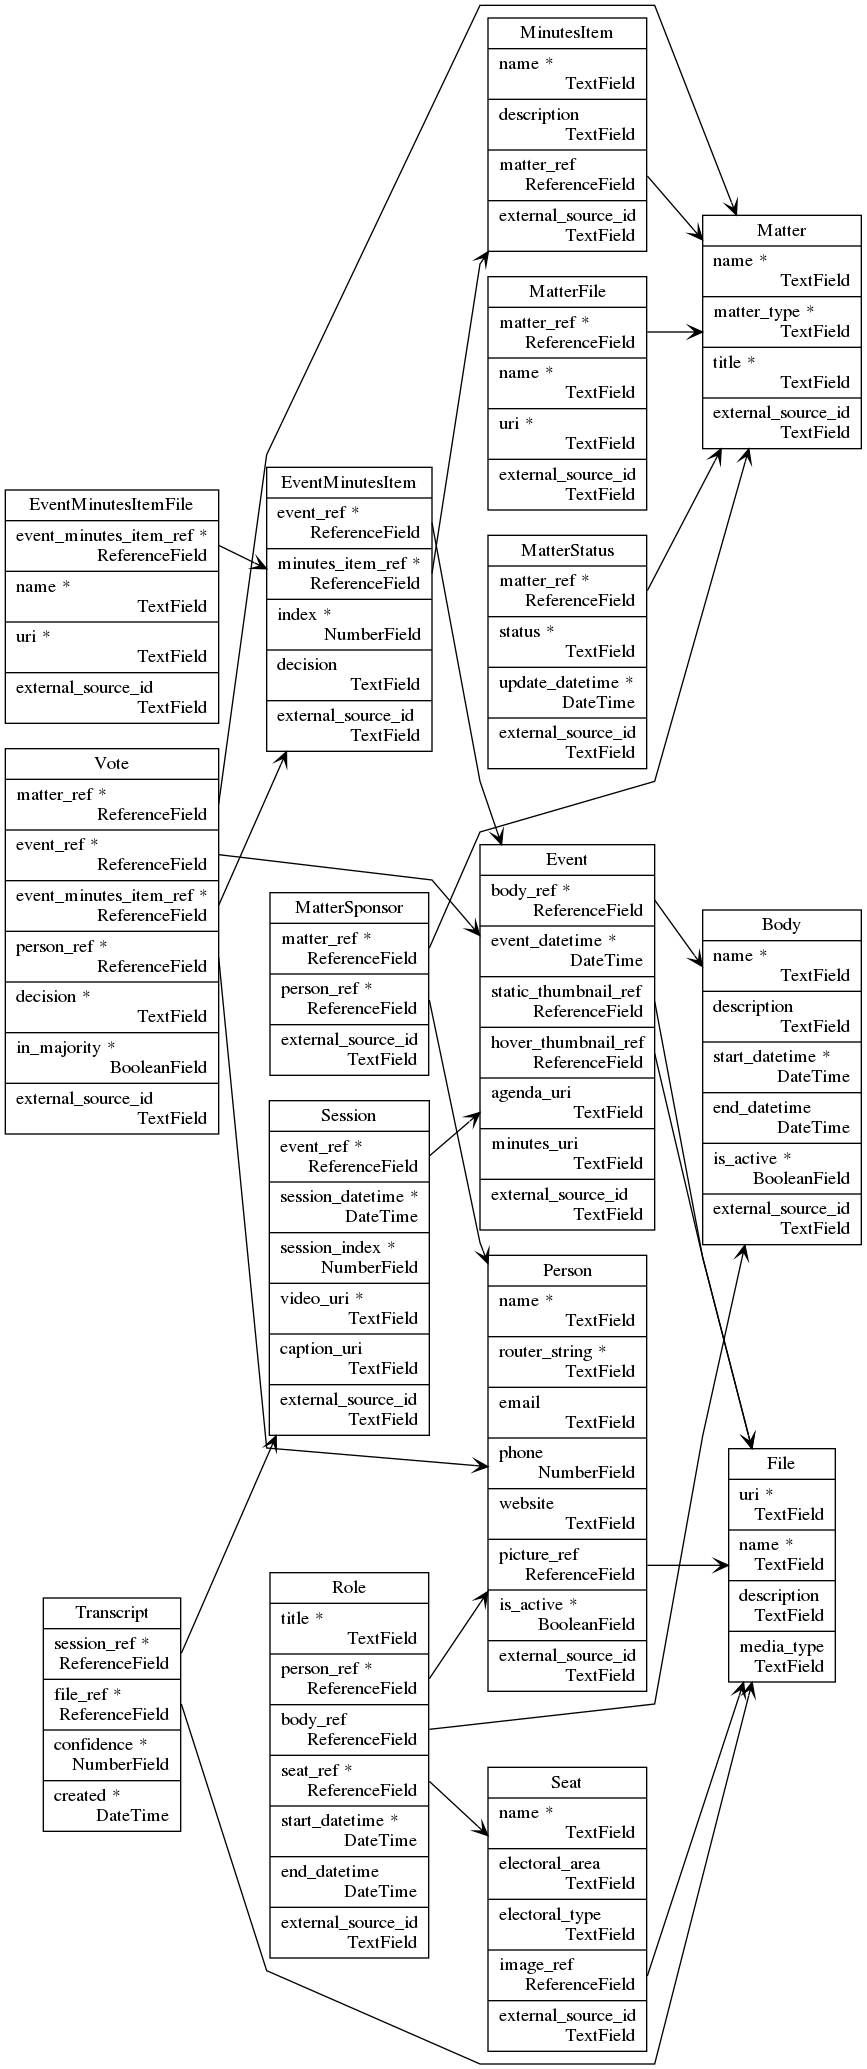 MinutesItem
name *
TextField
description
TextField
matter_ref
ReferenceField
external_source_id
TextField
Matter
name *
TextField
matter_type *
TextField
title *
TextField
external_source_id
TextField
MatterFile
matter_ref *
ReferenceField
name *
TextField
uri *
TextField
external_source_id
TextField
EventMinutesItemFile
event_minutes_item_ref *
ReferenceField
name *
TextField
uri *
TextField
external_source_id
TextField
EventMinutesItem
event_ref *
ReferenceField
minutes_item_ref *
ReferenceField
index *
NumberField
decision
TextField
external_source_id
TextField
MatterStatus
matter_ref *
ReferenceField
status *
TextField
update_datetime *
DateTime
external_source_id
TextField
Vote
matter_ref *
ReferenceField
event_ref *
ReferenceField
event_minutes_item_ref *
ReferenceField
person_ref *
ReferenceField
decision *
TextField
in_majority *
BooleanField
external_source_id
TextField
MatterSponsor
matter_ref *
ReferenceField
person_ref *
ReferenceField
external_source_id
TextField
Event
body_ref *
ReferenceField
event_datetime *
DateTime
static_thumbnail_ref
ReferenceField
hover_thumbnail_ref
ReferenceField
agenda_uri
TextField
minutes_uri
TextField
external_source_id
TextField
Body
name *
TextField
description
TextField
start_datetime *
DateTime
end_datetime
DateTime
is_active *
BooleanField
external_source_id
TextField
Session
event_ref *
ReferenceField
session_datetime *
DateTime
session_index *
NumberField
video_uri *
TextField
caption_uri
TextField
external_source_id
TextField
Person
name *
TextField
router_string *
TextField
email
TextField
phone
NumberField
website
TextField
picture_ref
ReferenceField
is_active *
BooleanField
external_source_id
TextField
File
uri *
TextField
name *
TextField
description
TextField
media_type
TextField
Transcript
session_ref *
ReferenceField
file_ref *
ReferenceField
confidence *
NumberField
created *
DateTime
Role
title *
TextField
person_ref *
ReferenceField
body_ref
ReferenceField
seat_ref *
ReferenceField
start_datetime *
DateTime
end_datetime
DateTime
external_source_id
TextField
Seat
name *
TextField
electoral_area
TextField
electoral_type
TextField
image_ref
ReferenceField
external_source_id
TextField